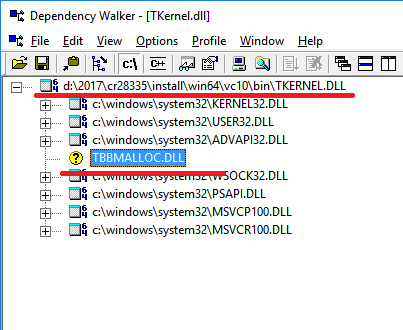 Dependency Walker - [TKernel.dll]
File Edit View Options Profile Window Help
c:\ C++
d:\2017\cr28335\install\win64\vc10\bin\TKERNEL.DLL
c:\windows\system32\KERNEL32.DLL
c:\windows\system32\USER32.DLL
c:\windows\system32\ADVAPI32.DLL
? TBBMALLOC.DLL
c:\windows\system32\WSOCK32.DLL
c:\windows\system32\PSAPI.DLL
c:\windows\system32\MSVCP100.DLL
c:\windows\system32\MSVCR100.DLL